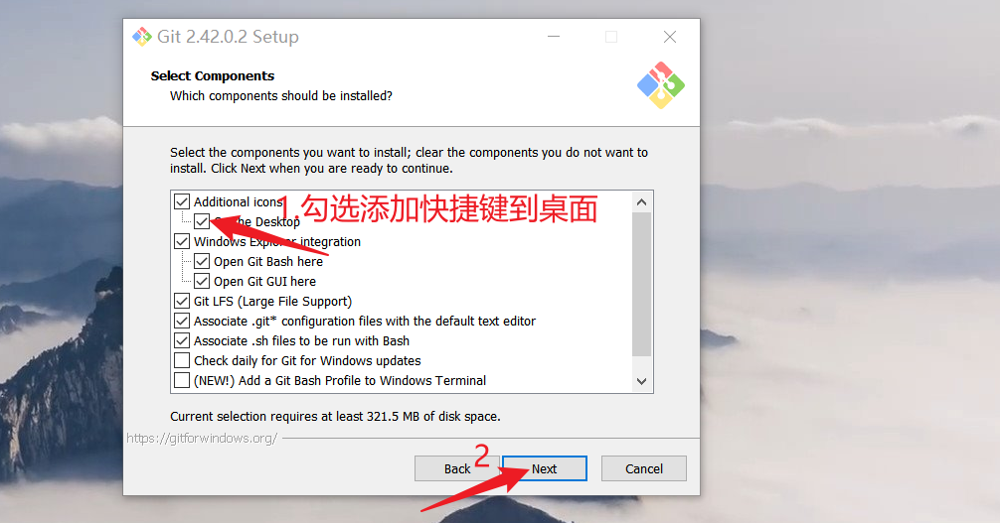 Git 2.42.0.2 Setup
Select Components
Which components should be installed?
Select the components you want to install; clear the components you do not want to
install. Click Next when you are ready to continue.
Additional icons
1.勾选添加快捷键到桌面
the Desktop
Windows Explorer integration
Open Git Bash here
Open Git GUI here
Git LFS (Large File Support)
Associate .git* configuration files with the default text editor
Associate .sh files to be run with Bash
Check daily for Git for Windows updates
(NEW!) Add a Git Bash Profile to Windows Terminal
Current selection requires at least 321.5 MB of disk space.
https://gitforwindows.org/
2
Back
Next
Cancel